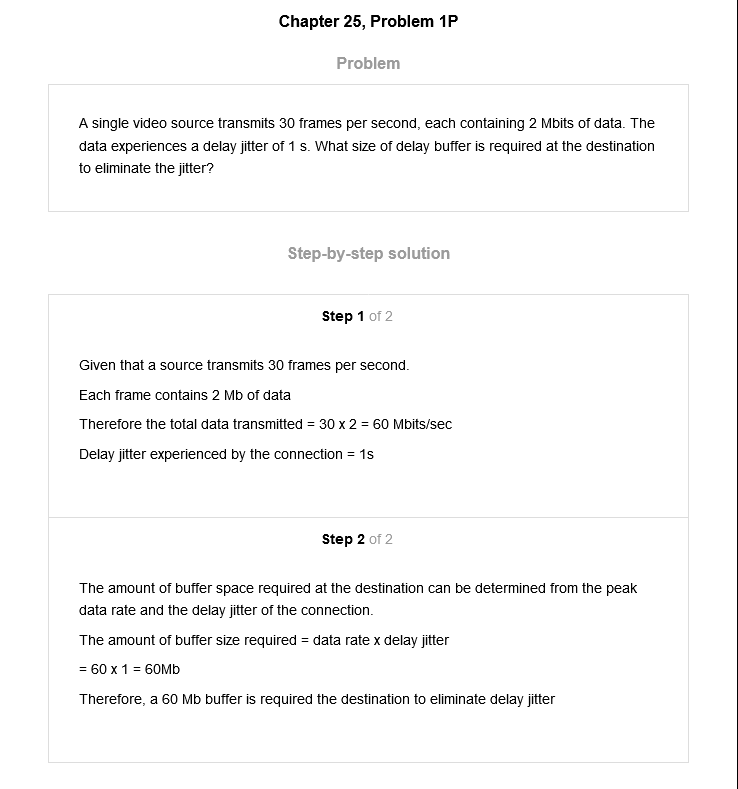 Chapter 25, Problem 1P
Problem
A single video source transmits 30 frames per second, each containing 2 Mbits of data. The
data experiences a delay jitter of 1 s. What size of delay buffer is required at the destination
to eliminate the jitter?
Step-by-step solution
Step 1 of 2
Given that a source transmits 30 frames per second.
Each frame contains 2 Mb of data
Therefore the total data transmitted = 30 x 2 = 60 Mbits/sec
Delay jitter experienced by the connection = 1s
Step 2 of 2
The amount of buffer space required at the destination can be determined from the peak
data rate and the delay jitter of the connection.
The amount of buffer size required = data rate x delay jitter
= 60 x 1 = 60Mb
Therefore, a 60 Mb buffer is required the destination to eliminate delay jitter